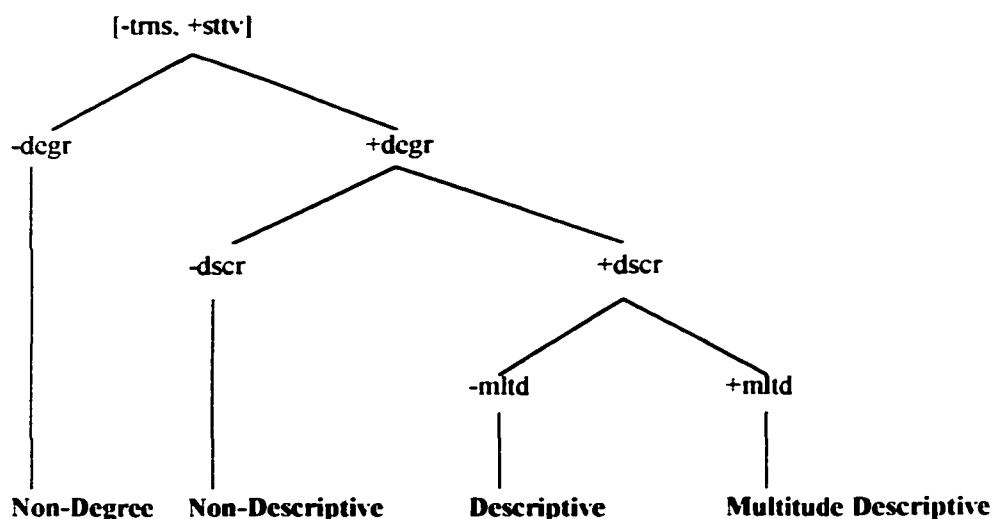 [-trns, +sttv]
-degr +degr
-dscr +dscr
-mltd +mltd
Non-Degree Non-Descriptive Descriptive Multitude Descriptive